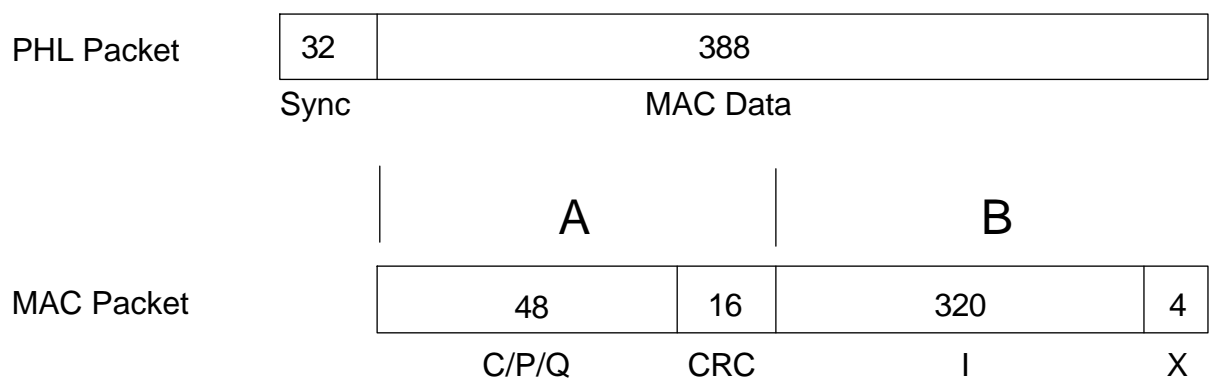 PHL Packet 32 388
Sync MAC Data
A B
MAC Packet 48 16 320 4
C/P/Q CRC I X